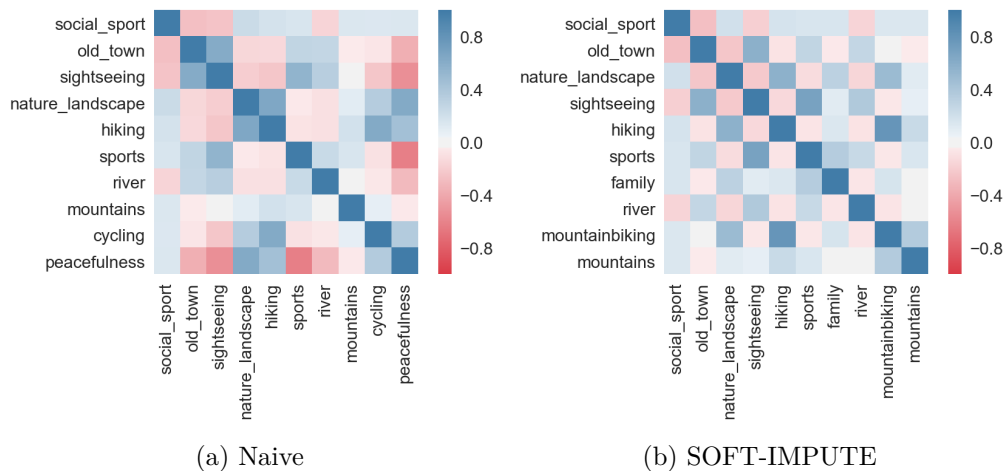 social_sport
old_town
sightseeing
nature_landscape
hiking
sports
river
mountains
cycling
peacefulness
social_sport
old_town
sightseeing
nature_landscape
hiking
sports
river
mountains
cycling
peacefulness
0.8
0.4
0.0
−0.4
−0.8
(a) Naive
social_sport
old_town
nature_landscape
sightseeing
hiking
sports
family
river
mountainbiking
mountains
social_sport
old_town
nature_landscape
sightseeing
hiking
sports
family
river
mountainbiking
mountains
0.8
0.4
0.0
−0.4
−0.8
(b) SOFT-IMPUTE